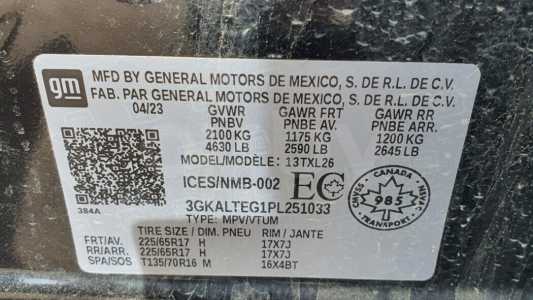 gm
MFD BY GENERAL MOTORS DE MEXICO, S. DE R.L. DE C.V.
FAB. PAR GENERAL MOTORS DE MEXICO, S. DE R.L. DE C.V.
04/23 GVWR GAWR FRT GAWR RR
PNBV PNBE AV. PNBE ARR.
2100 KG 1175 KG 1200 KG
4630 LB 2590 LB 2645 LB
MODEL/MODÈLE: 13TXL26
ICES/NMB-002 EC
384A
3GKALTEG1PL251033
TYPE: MPV/VTUM
CANADA
985
TRANSPORT
CMVSS
NSVAC
TIRE SIZE / DIM. PNEU RIM / JANTE
FRT/AV. 225/65R17 H 17X7J
RR/ARR. 225/65R17 H 17X7J
SPA/SOS T135/70R16 M 16X4BT